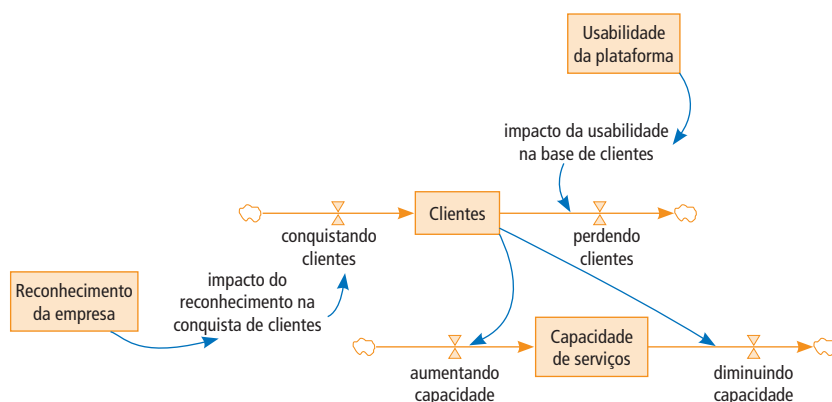 Usabilidade
da plataforma
impacto da usabilidade
na base de clientes
Clientes
conquistando
clientes
perdendo
clientes
Reconhecimento
da empresa
impacto do
reconhecimento na
conquista de clientes
Capacidade
de serviços
aumentando
capacidade
diminuindo
capacidade